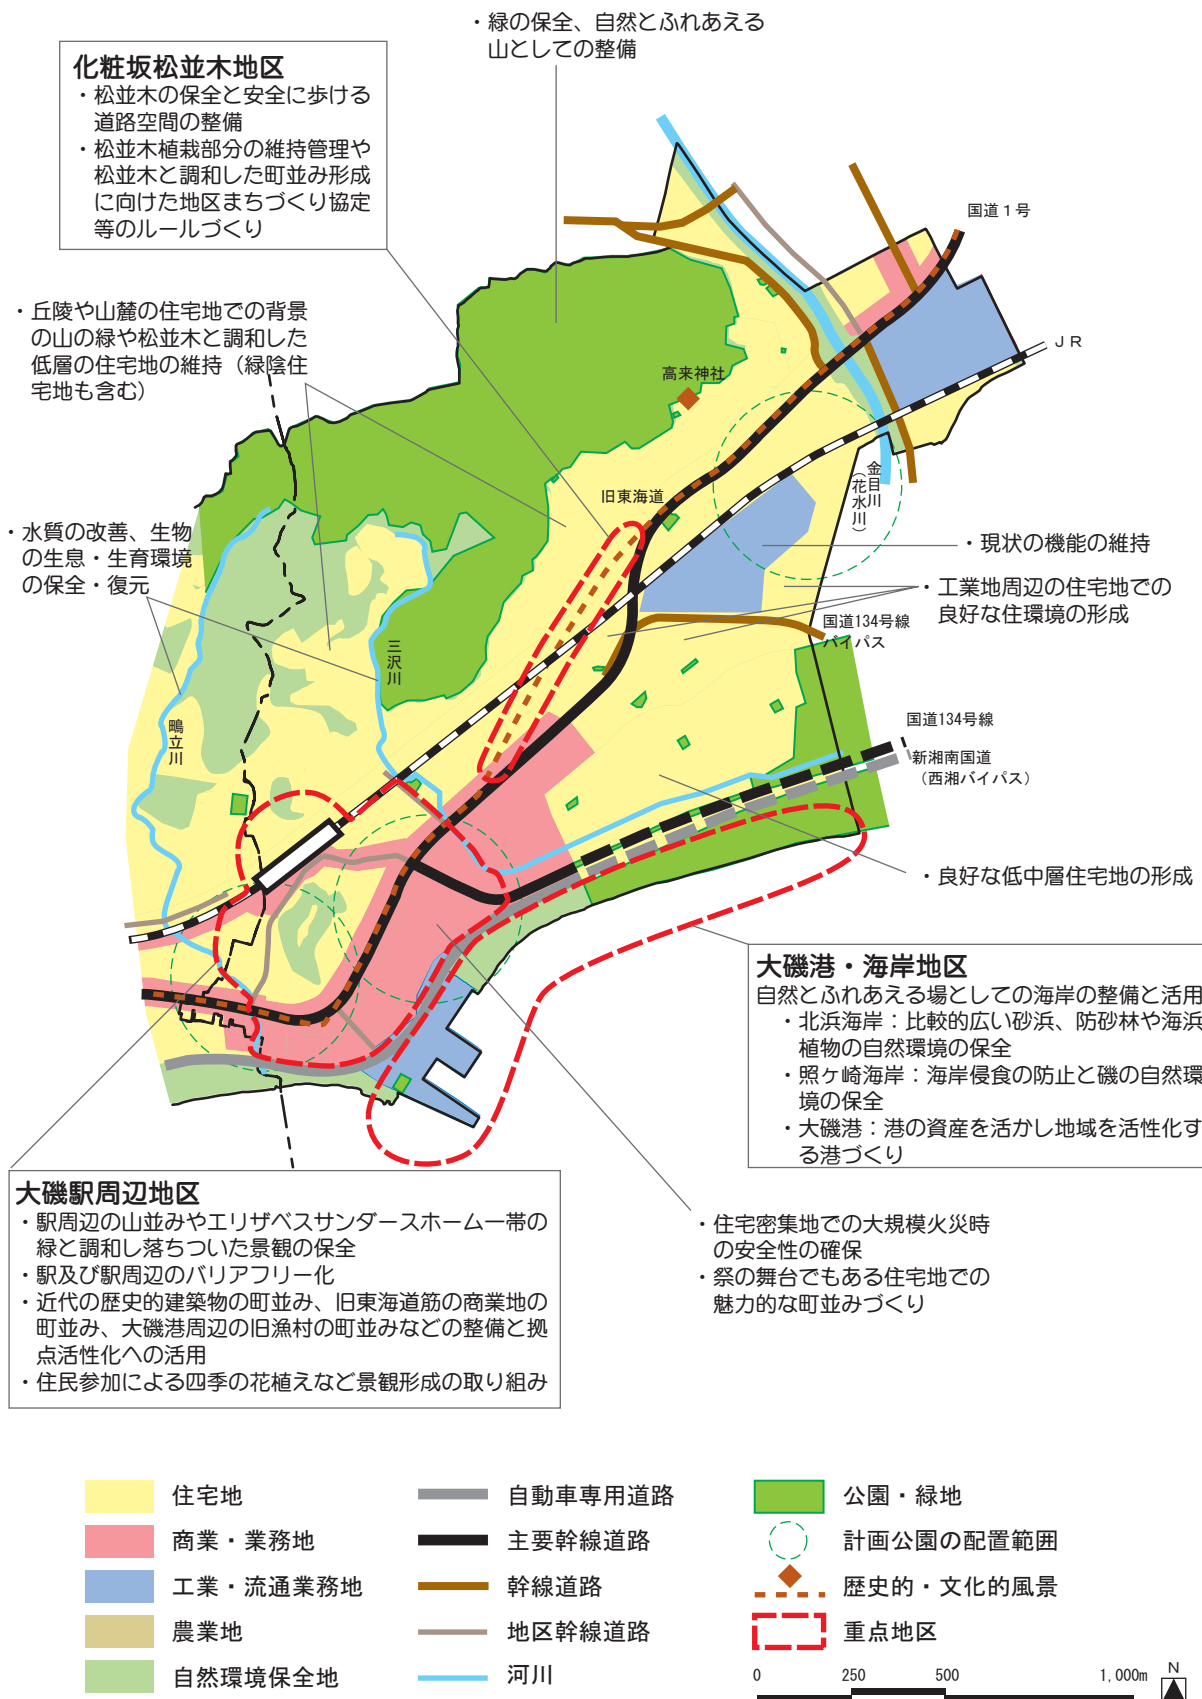 ・緑の保全、自然とふれあえる
山としての整備
化粧坂松並木地区
・松並木の保全と安全に歩ける
道路空間の整備
・松並木植栽部分の維持管理や
松並木と調和した町並み形成
に向けた地区まちづくり協定
等のルールづくり
国道１号
・丘陵や山麓の住宅地での背景
の山の緑や松並木と調和した
低層の住宅地の維持（緑陰住
宅地も含む）
ＪＲ
高来神社
旧東海道
金目川
（花水川）
・水質の改善、生物
の生息・生育環境
の保全・復元
・現状の機能の維持
・工業地周辺の住宅地での
良好な住環境の形成
国道134号線
バイパス
三沢川
鴫立川
国道134号線
新湘南国道
（西湘バイパス）
・良好な低中層住宅地の形成
大磯港・海岸地区
自然とふれあえる場としての海岸の整備と活用
・北浜海岸：比較的広い砂浜、防砂林や海浜
植物の自然環境の保全
・照ヶ崎海岸：海岸侵食の防止と磯の自然環
境の保全
・大磯港：港の資産を活かし地域を活性化す
る港づくり
大磯駅周辺地区
・駅周辺の山並みやエリザベスサンダースホーム一帯の
緑と調和し落ちついた景観の保全
・駅及び駅周辺のバリアフリー化
・近代の歴史的建築物の町並み、旧東海道筋の商業地の
町並み、大磯港周辺の旧漁村の町並みなどの整備と拠
点活性化への活用
・住民参加による四季の花植えなど景観形成の取り組み
・住宅密集地での大規模火災時
の安全性の確保
・祭の舞台でもある住宅地での
魅力的な町並みづくり
住宅地
商業・業務地
工業・流通業務地
農業地
自然環境保全地
自動車専用道路
主要幹線道路
幹線道路
地区幹線道路
河川
公園・緑地
計画公園の配置範囲
歴史的・文化的風景
重点地区
0 250 500 1,000m
N